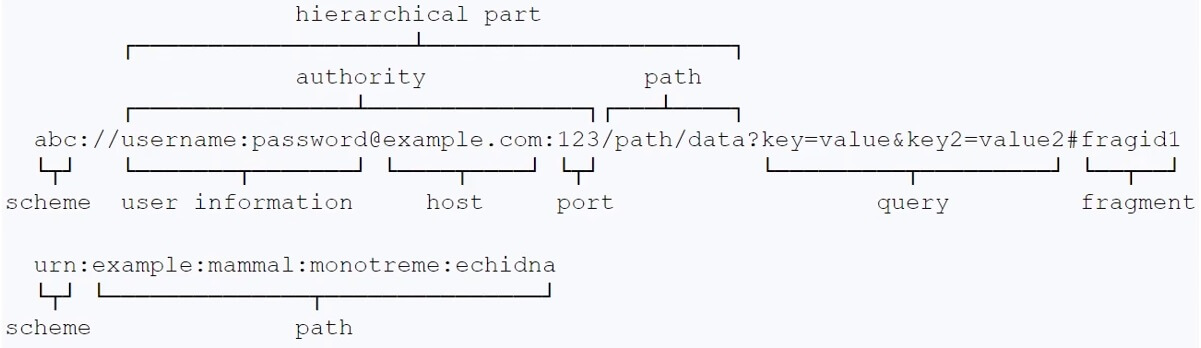 hierarchical part
authority path
abc://username:password@example.com:123/path/data?key=value&key2=value2#fragid1
scheme user information host port query fragment
urn:example:mammal:monotreme:echidna
scheme path